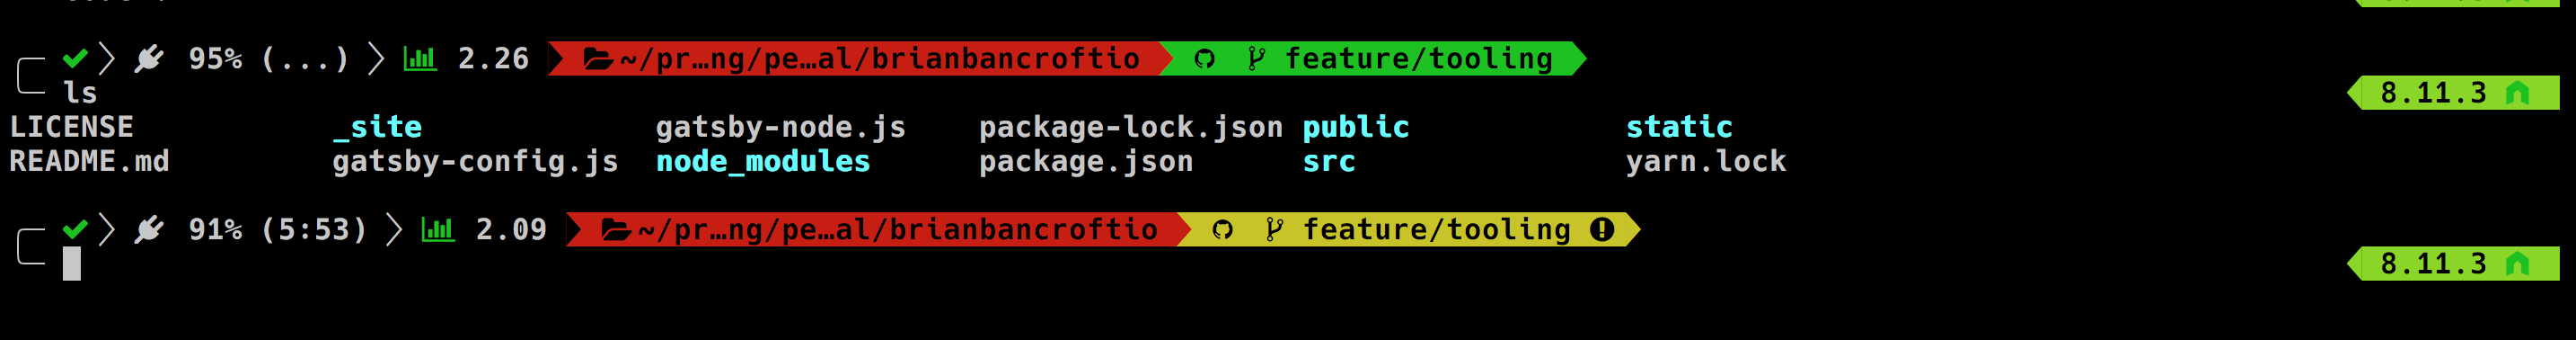 95% (...) 2.26 ~/pr…ng/pe…al/brianbancroftio feature/tooling
ls 8.11.3
LICENSE _site gatsby-node.js package-lock.json public static
README.md gatsby-config.js node_modules package.json src yarn.lock
91% (5:53) 2.09 ~/pr…ng/pe…al/brianbancroftio feature/tooling
8.11.3